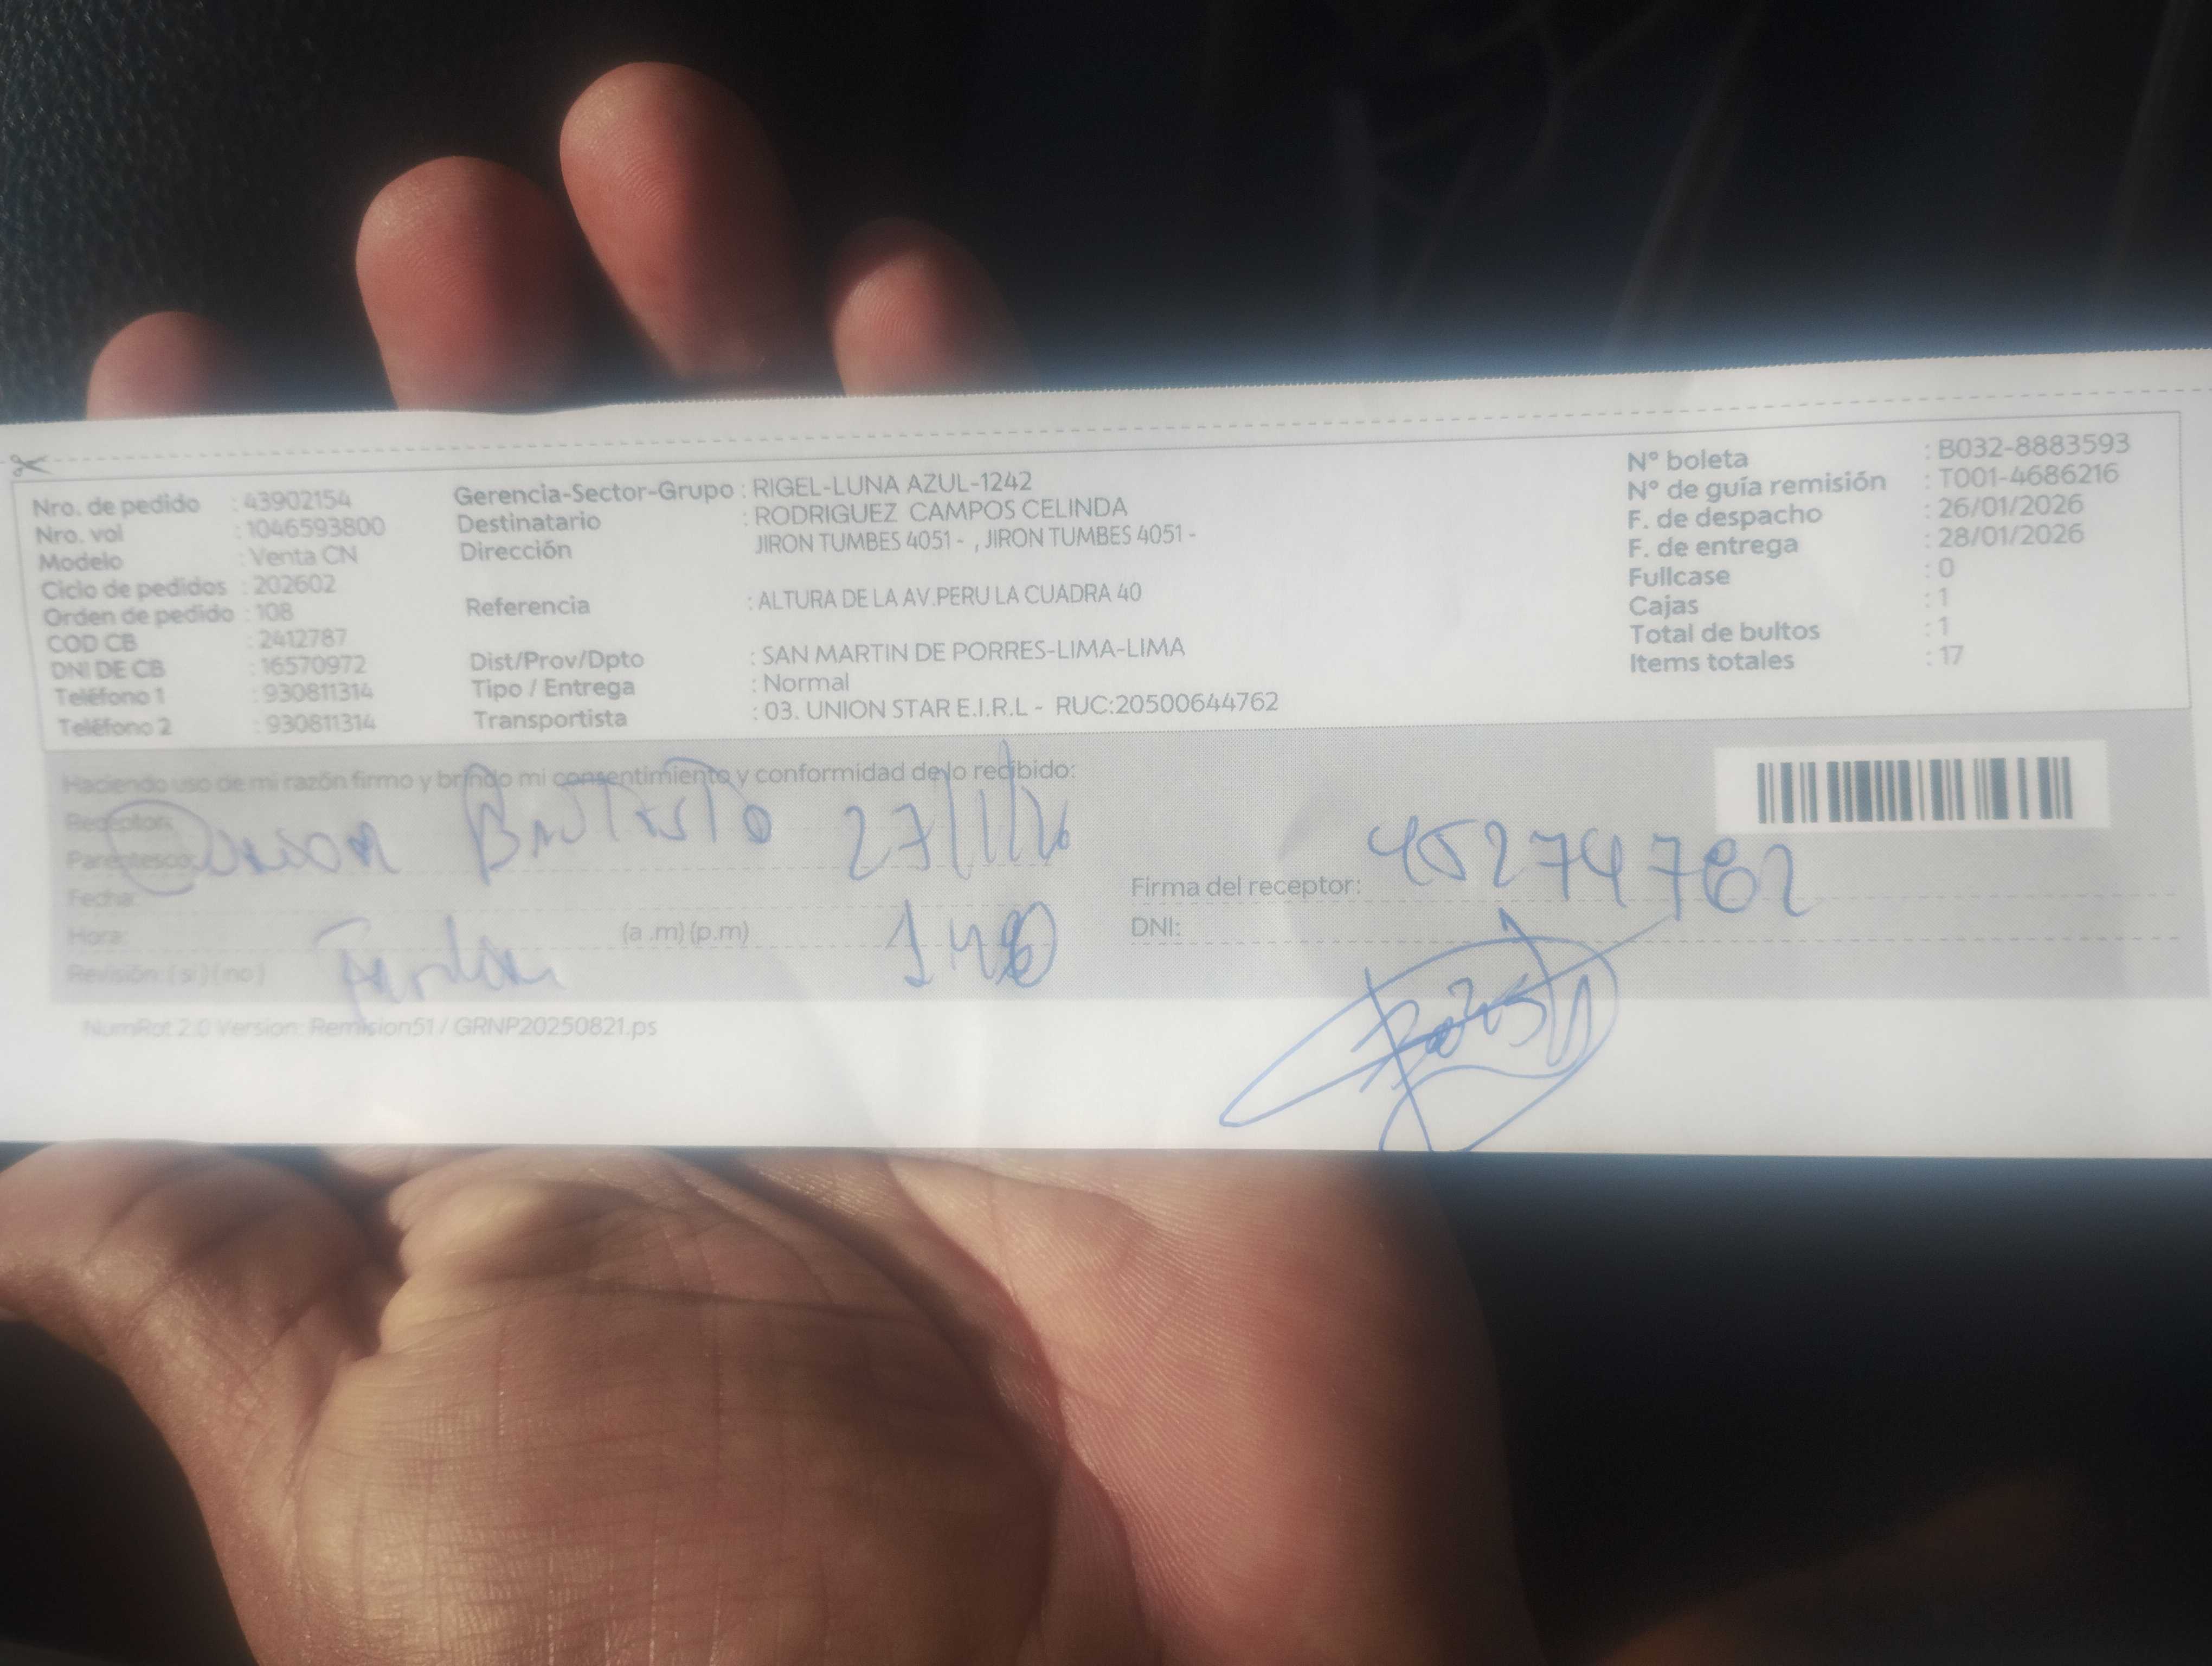 Nro. de pedido : 43902154
Nro. vol : 1046593800
Modelo : Venta CN
Ciclo de pedidos : 202602
Orden de pedido : 108
COD CB : 2412787
DNI DE CB : 16570972
Teléfono 1 : 930811314
Teléfono 2 : 930811314
Gerencia-Sector-Grupo : RIGEL-LUNA AZUL-1242
Destinatario : RODRIGUEZ CAMPOS CELINDA
Dirección JIRON TUMBES 4051 - , JIRON TUMBES 4051 -
Referencia : ALTURA DE LA AV.PERU LA CUADRA 40
Dist/Prov/Dpto : SAN MARTIN DE PORRES-LIMA-LIMA
Tipo / Entrega : Normal
Transportista : 03. UNION STAR E.I.R.L - RUC:20500644762
N° boleta : B032-8883593
N° de guía remisión : T001-4686216
F. de despacho : 26/01/2026
F. de entrega : 28/01/2026
Fullcase : 0
Cajas : 1
Total de bultos : 1
Items totales : 17
Haciendo uso de mi razón firmo y brindo mi consentimiento y conformidad de lo recibido:
Receptor:
Bautista 27/1/26
Parentesco:
Fecha:
Hora: (a .m) (p.m)
Revisión: ( si ) ( no )
45274762
Firma del receptor:
DNI:
NumRot 2.0 Version: Remision51 / GRNP20250821.ps